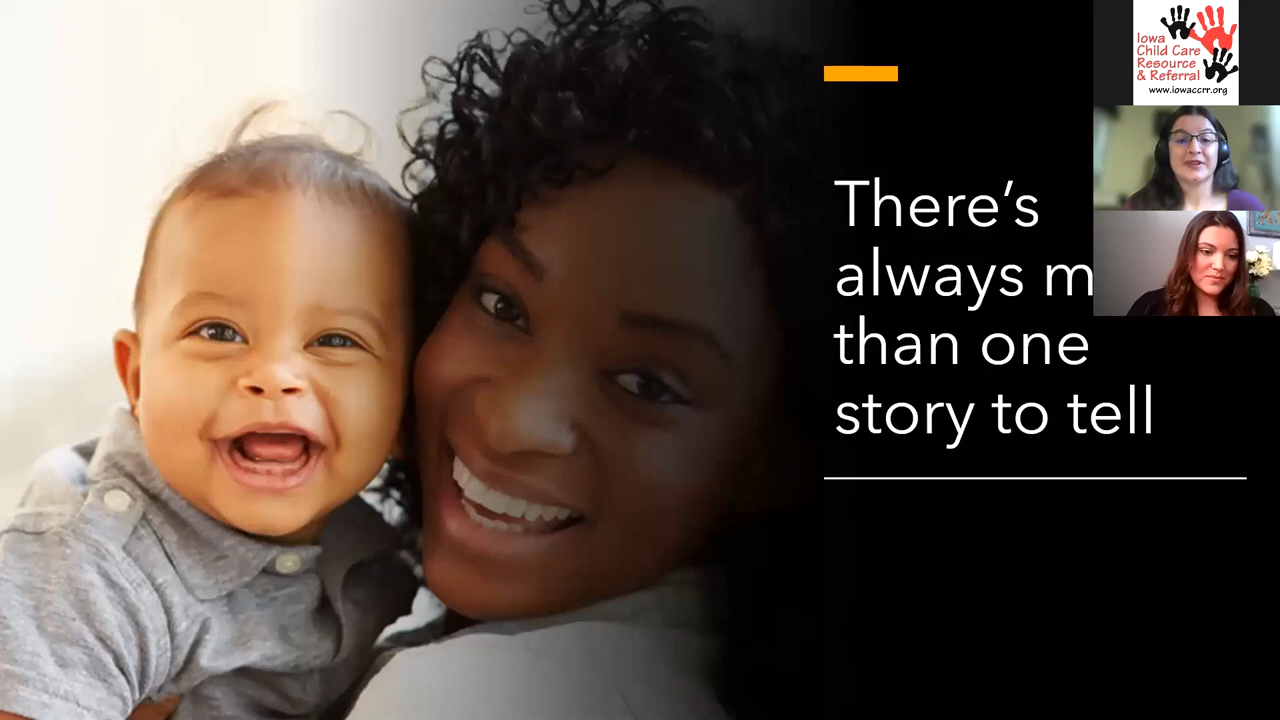 There’s
always m
than one
story to tell
Iowa
Child Care
Resource
& Referral
www.iowaccrr.org